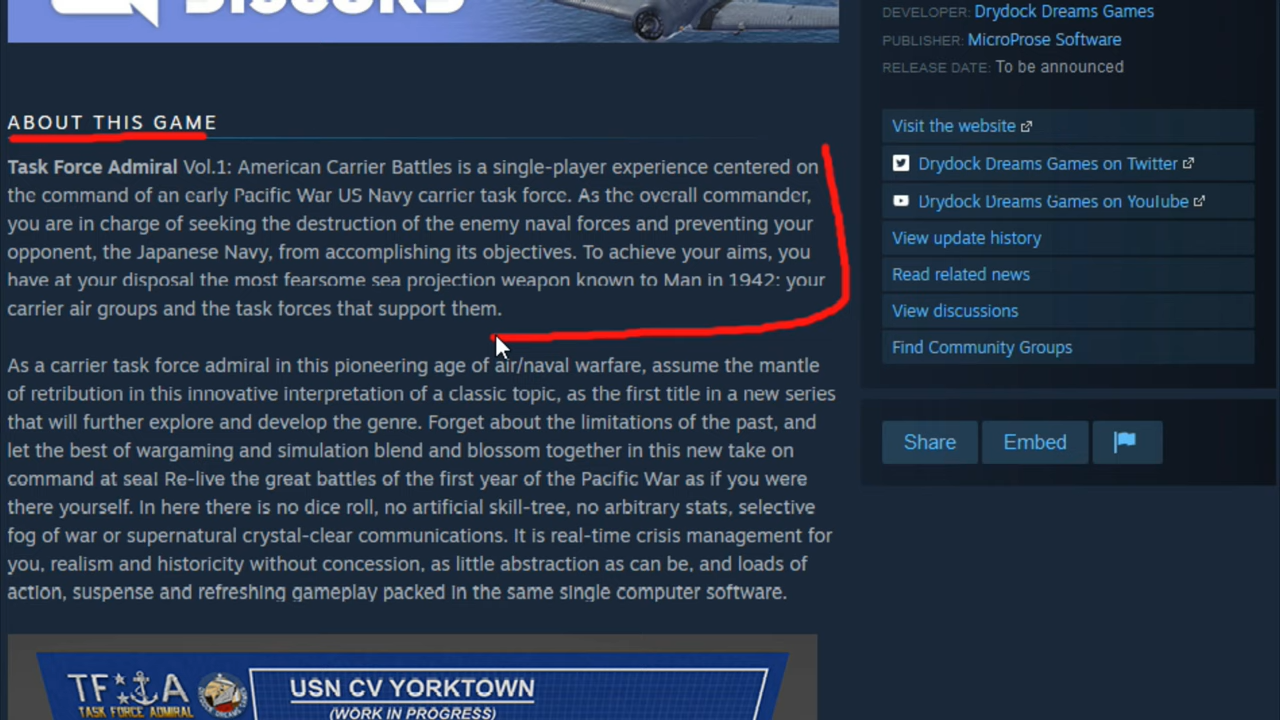 DEVELOPER: Drydock Dreams Games
PUBLISHER: MicroProse Software
RELEASE DATE: To be announced
ABOUT THIS GAME
Task Force Admiral Vol.1: American Carrier Battles is a single-player experience centered on
the command of an early Pacific War US Navy carrier task force. As the overall commander,
you are in charge of seeking the destruction of the enemy naval forces and preventing your
opponent, the Japanese Navy, from accomplishing its objectives. To achieve your aims, you
have at your disposal the most fearsome sea projection weapon known to Man in 1942: your
carrier air groups and the task forces that support them.
As a carrier task force admiral in this pioneering age of air/naval warfare, assume the mantle
of retribution in this innovative interpretation of a classic topic, as the first title in a new series
that will further explore and develop the genre. Forget about the limitations of the past, and
let the best of wargaming and simulation blend and blossom together in this new take on
command at sea! Re-live the great battles of the first year of the Pacific War as if you were
there yourself. In here there is no dice roll, no artificial skill-tree, no arbitrary stats, selective
fog of war or supernatural crystal-clear communications. It is real-time crisis management for
you, realism and historicity without concession, as little abstraction as can be, and loads of
action, suspense and refreshing gameplay packed in the same single computer software.
Visit the website
Drydock Dreams Games on Twitter
Drydock Dreams Games on YouTube
View update history
Read related news
View discussions
Find Community Groups
Share Embed
TF A
TASK FORCE ADMIRAL
USN CV YORKTOWN
(WORK IN PROGRESS)